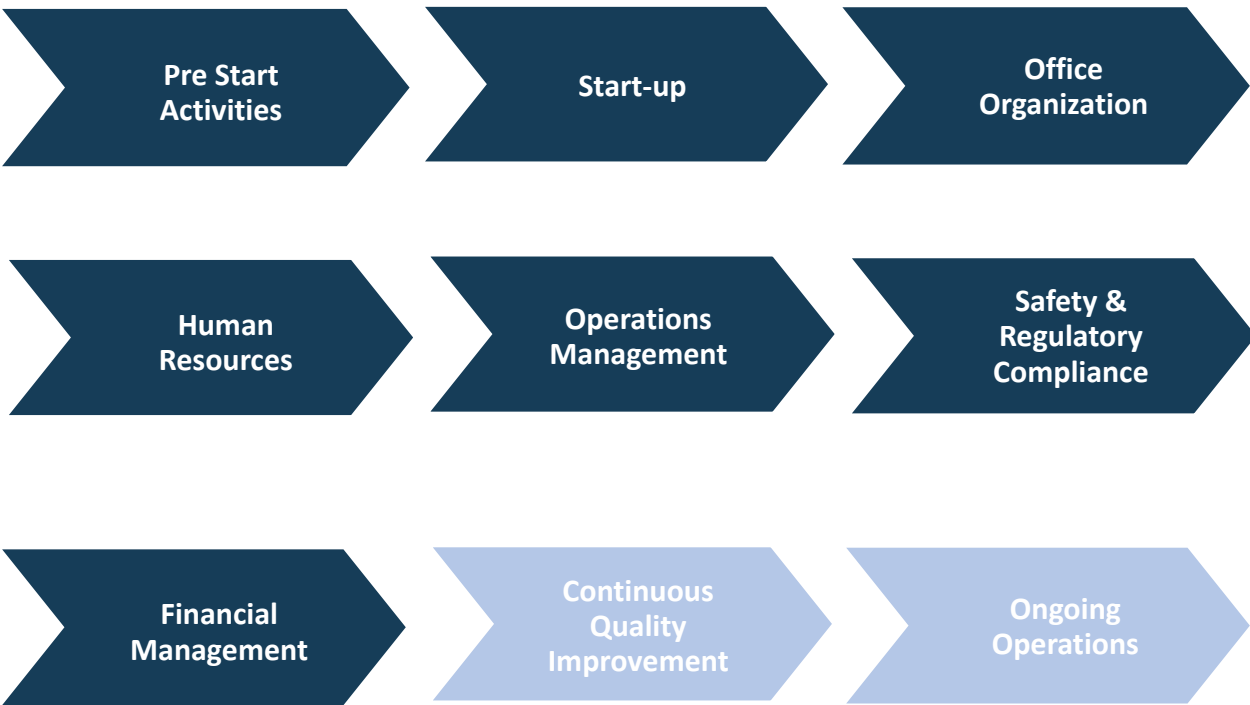 Pre Start
Activities
Start-up
Office
Organization
Human
Resources
Operations
Management
Safety &
Regulatory
Compliance
Financial
Management
Continuous
Quality
Improvement
Ongoing
Operations